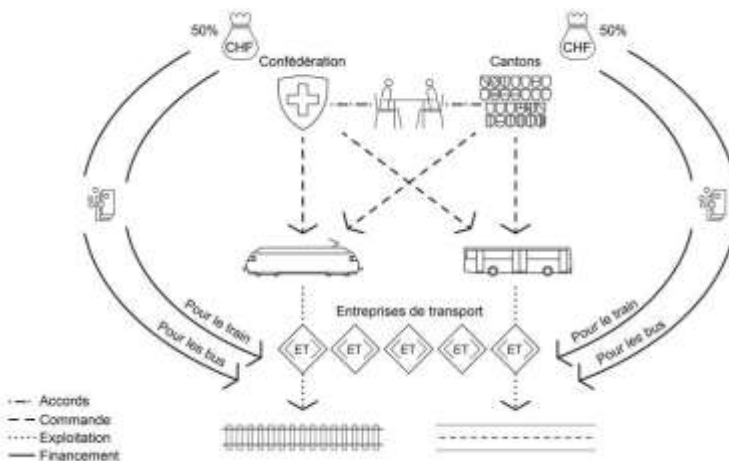 50%
CHF
Confédération
Cantons
50%
CHF
Pour le train
Pour les bus
Entreprises de transport
Pour le train
Pour les bus
ET
ET
ET
ET
ET
Accords
Commande
Exploitation
Financement